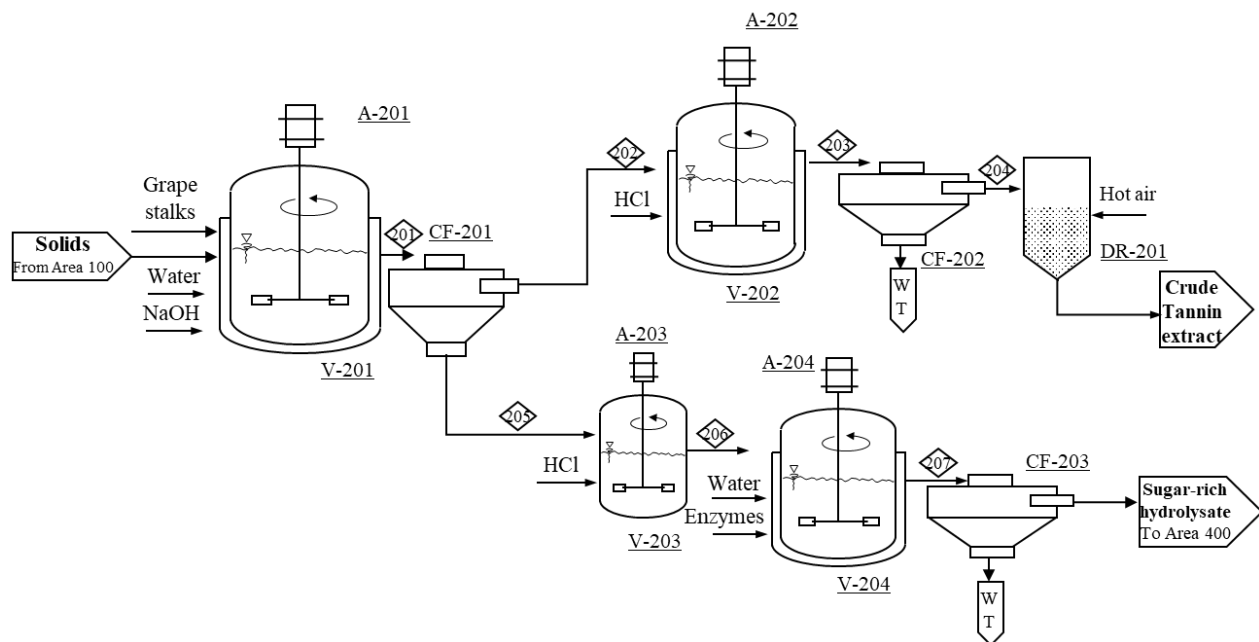 A-202
A-201
202
203
204
Grape
stalks
HCl
Hot air
201
CF-201
Solids
From Area 100
CF-202
DR-201
Water
W
T
V-202
Crude
Tannin
extract
NaOH
A-203
V-201
A-204
205
206
207
CF-203
HCl
Water
Sugar-rich
hydrolysate
To Area 400
Enzymes
V-203
V-204
W
T